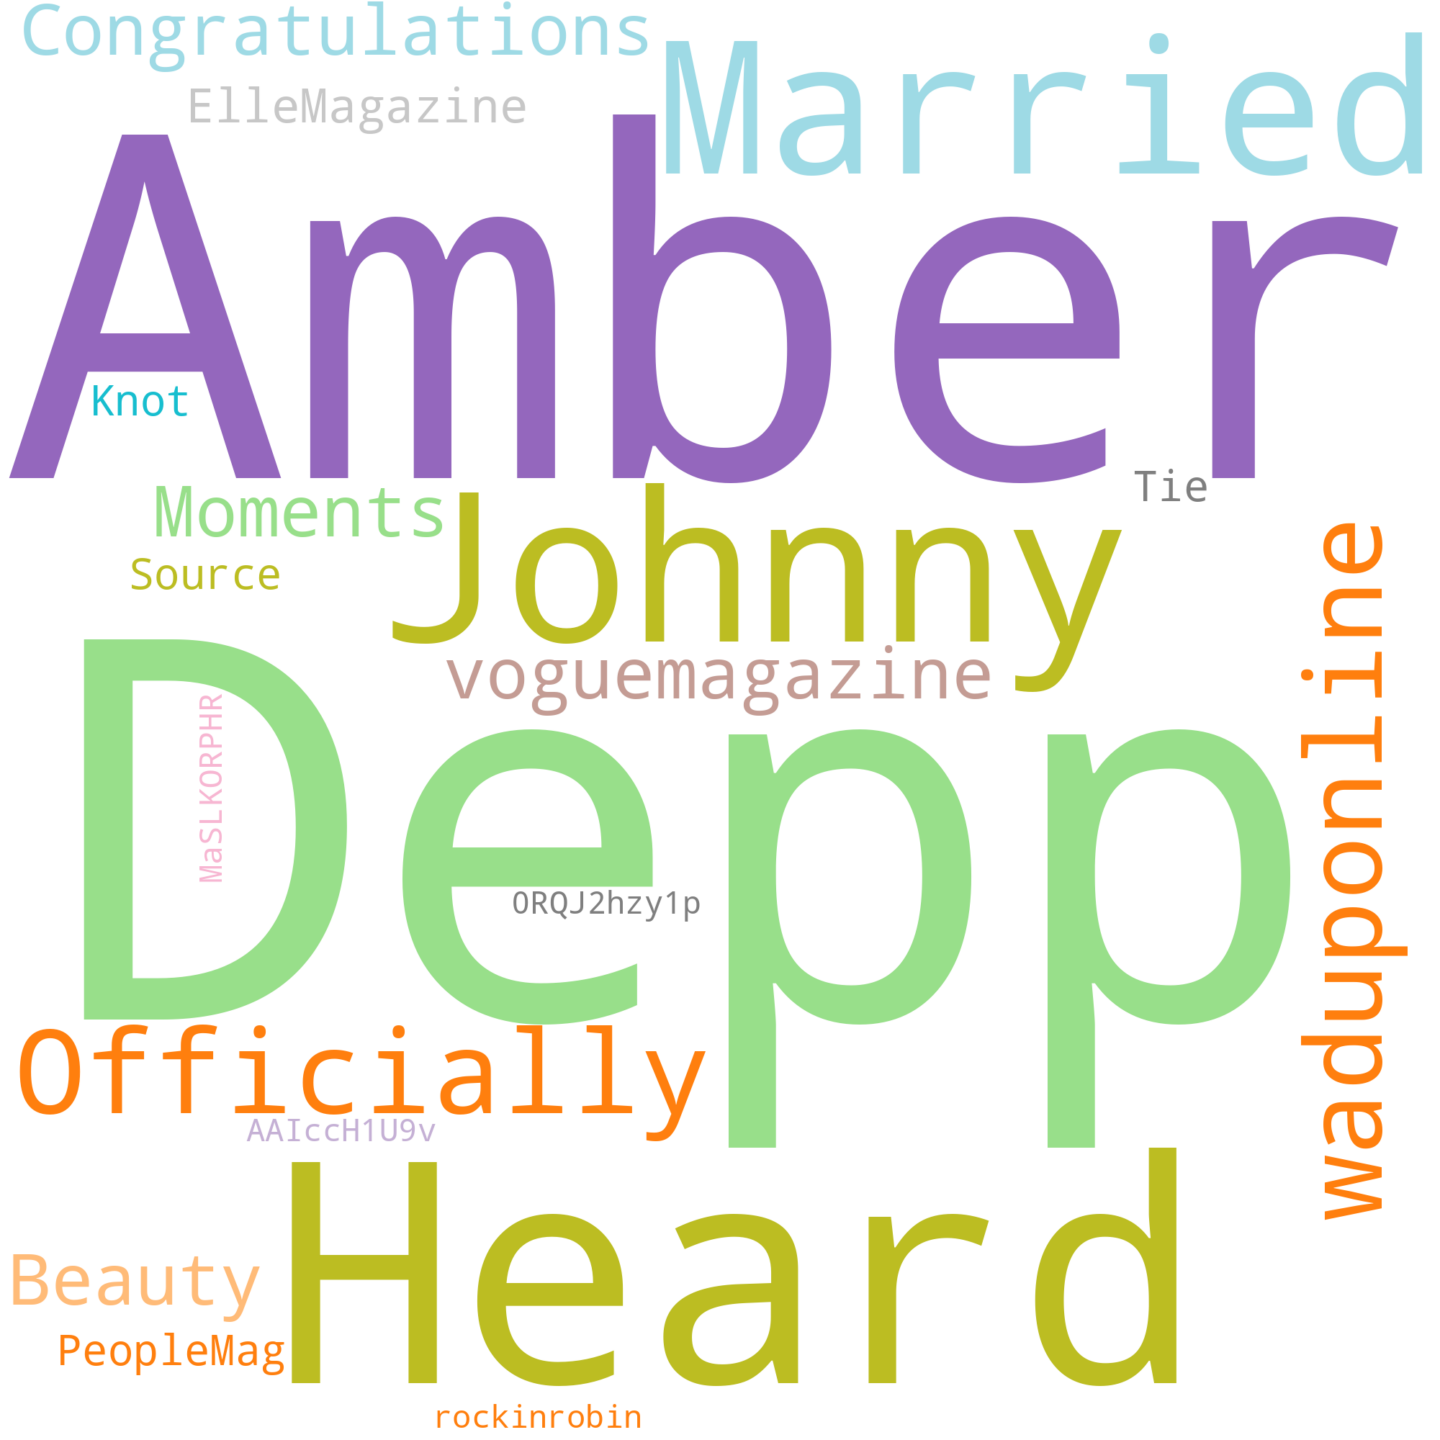 Congratulations
Married
ElleMagazine
Amber
Knot
Tie
Moments
Johnny
Source
waduponline
voguemagazine
Depp
MaSLKORPHR
0RQJ2hzy1p
Officially
AAIccH1U9v
Heard
Beauty
PeopleMag
rockinrobin